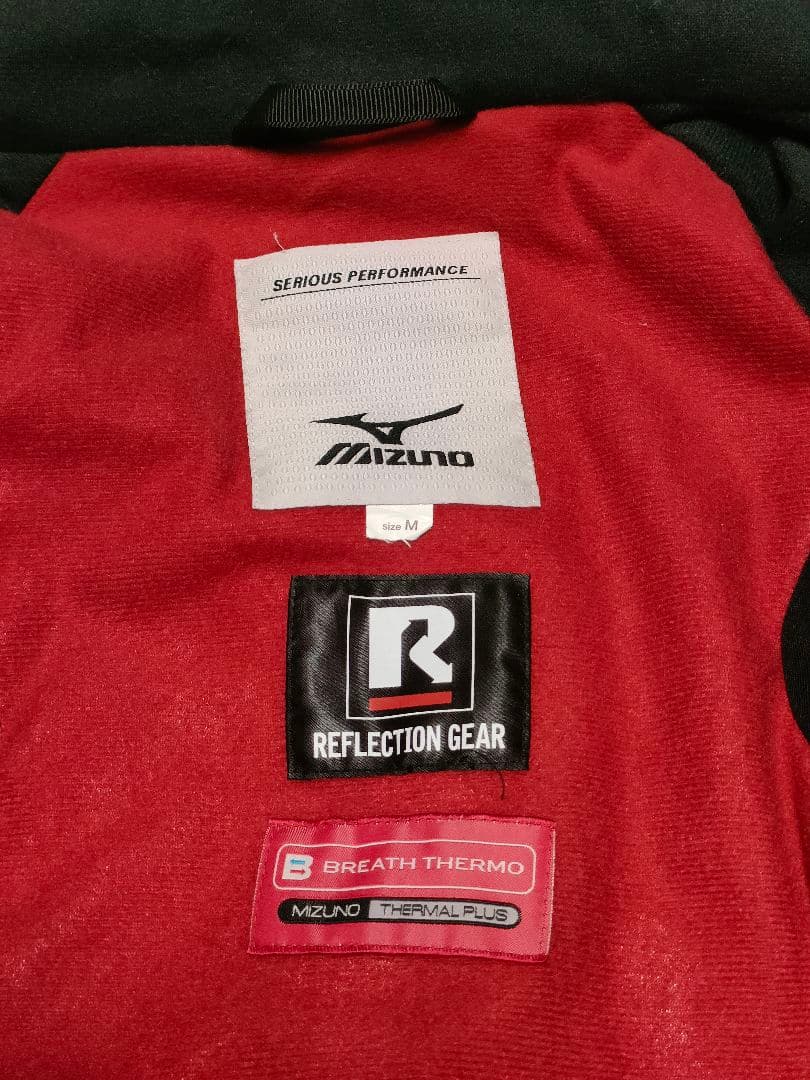 SERIOUS PERFORMANCE
MIZUNO
size M
R
REFLECTION GEAR
B BREATH THERMO
MIZUNO THERMAL PLUS